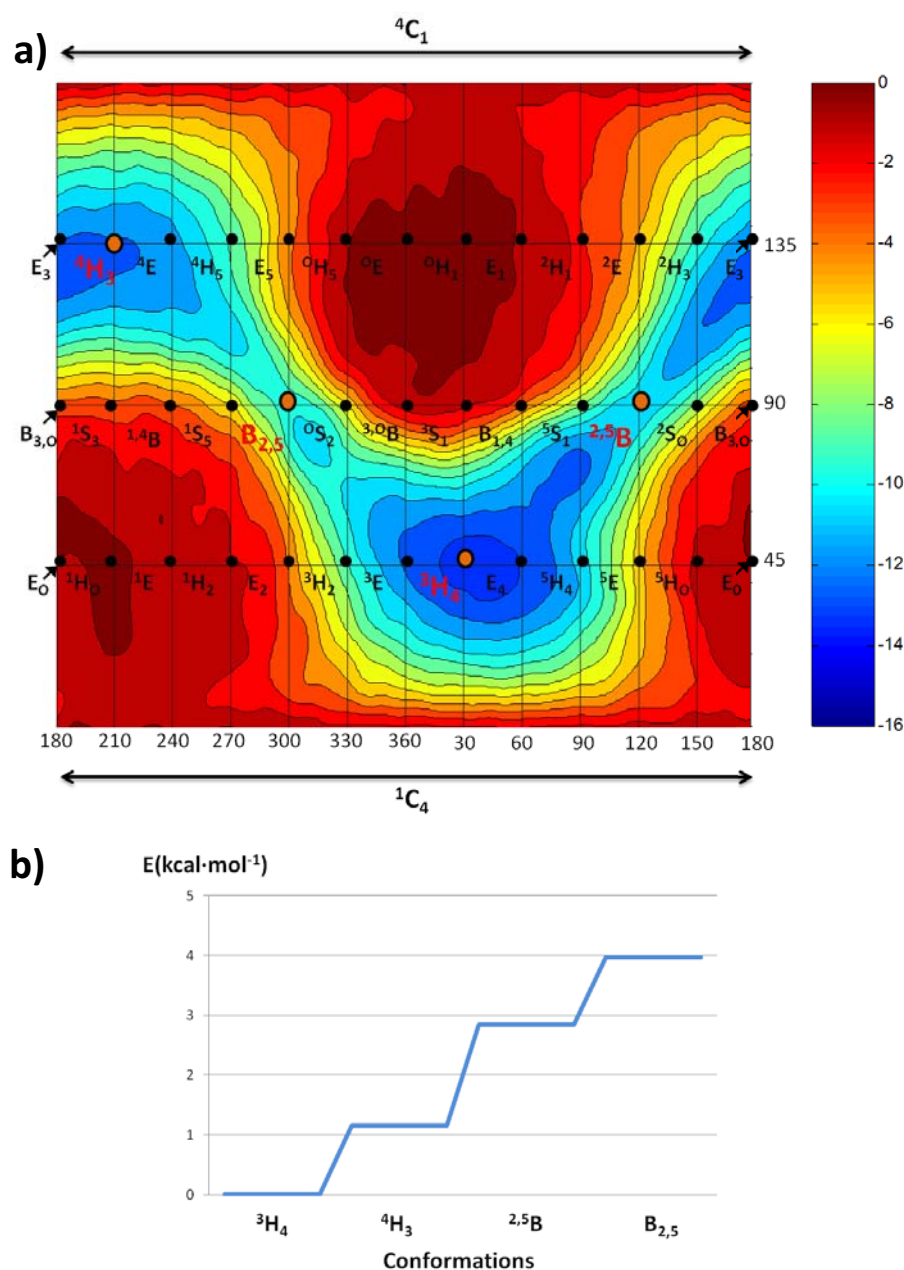 a)
⁴C₁
0
-2
-4
-6
-8
-10
-12
-14
-16
E₃ ⁴H₃ ⁴E ⁴H₅ E₅ ᴼH₅ ᴼE ᴼH₁ E₁ ²H₁ ²E ²H₃ E₃ 135
90
B₃,ₒ ¹S₃ ¹,⁴B ¹S₅ B₂,₅ ᴼS₂ ³,ᴼB ³S₁ B₁,₄ ⁵S₁ ²,⁵B ²Sₒ B₃,ₒ
45
Eₒ ¹Hₒ ¹E ¹H₂ E₂ ³H₂ ³E ³H₄ E₄ ⁵H₄ ⁵E ⁵Hₒ Eₒ
180 210 240 270 300 330 360 30 60 90 120 150 180
¹C₄
b)
E(kcal·mol⁻¹)
5
4
3
2
1
0
³H₄ ⁴H₃ ²,⁵B B₂,₅
Conformations